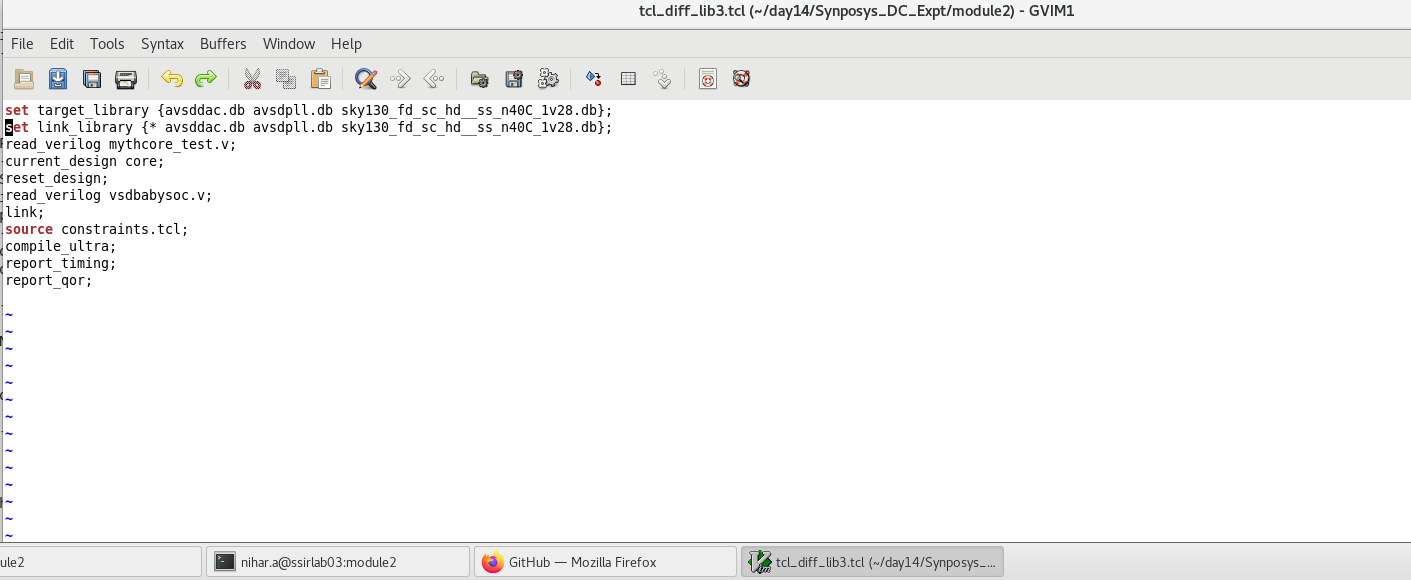 tcl_diff_lib3.tcl (~/day14/Synposys_DC_Expt/module2) - GVIM1
File Edit Tools Syntax Buffers Window Help
set target_library {avsddac.db avsdpll.db sky130_fd_sc_hd__ss_n40C_1v28.db};
set link_library {* avsddac.db avsdpll.db sky130_fd_sc_hd__ss_n40C_1v28.db};
read_verilog mythcore_test.v;
current_design core;
reset_design;
read_verilog vsdbabysoc.v;
link;
source constraints.tcl;
compile_ultra;
report_timing;
report_qor;
~
~
~
~
~
~
~
~
~
~
~
~
~
~
ule2 nihar.a@ssirlab03:module2 GitHub — Mozilla Firefox tcl_diff_lib3.tcl (~/day14/Synposys_...